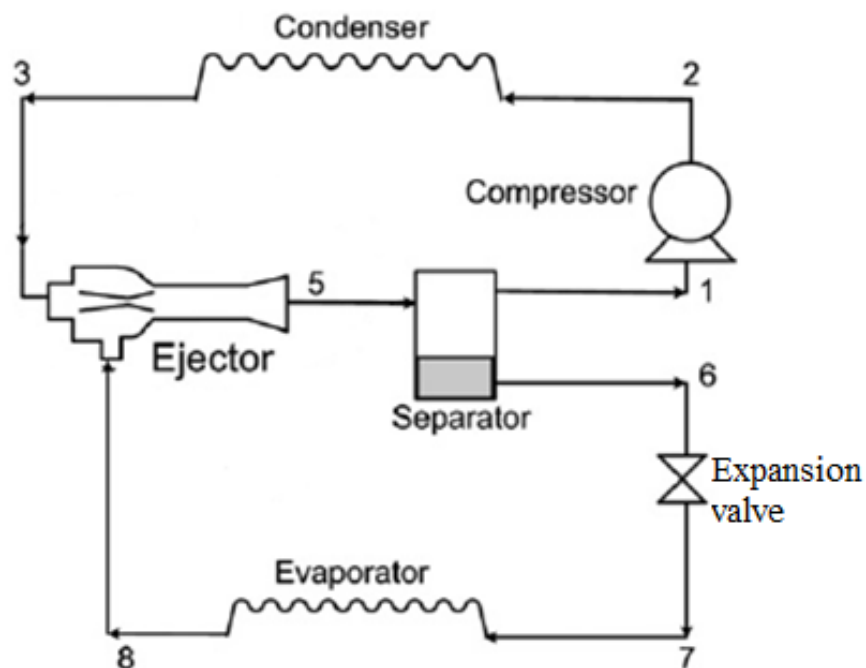 Condenser
3
2
Compressor
5
1
Ejector
6
Separator
Expansion
valve
Evaporator
8
7